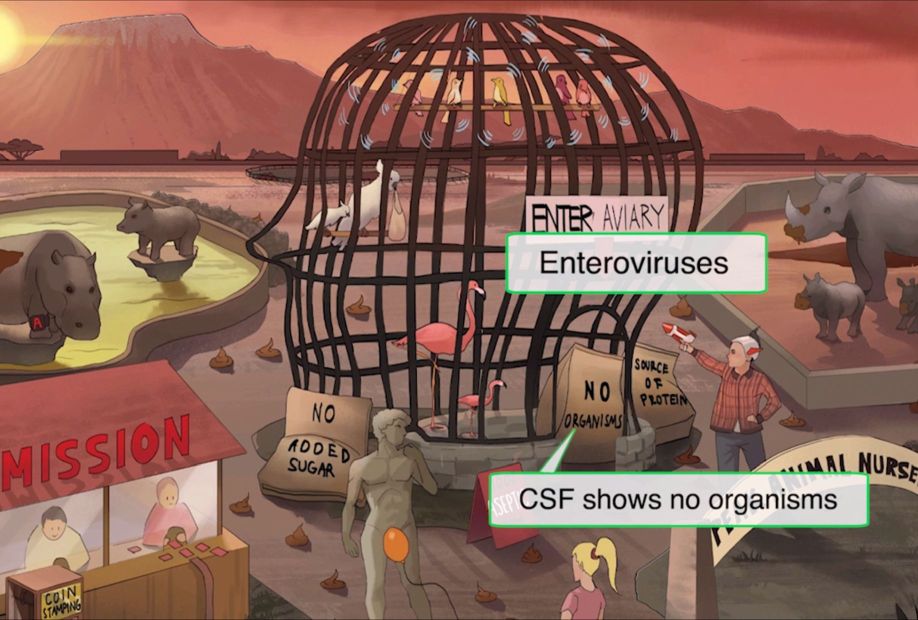 ENTER AVIARY
Enteroviruses
A
SOURCE
OF
PROTEIN
NO
ORGANISMS
NO
ADDED
SUGAR
MISSION
CSF shows no organisms
ASEPT
ANIMAL NURSE
COIN
STAMPING